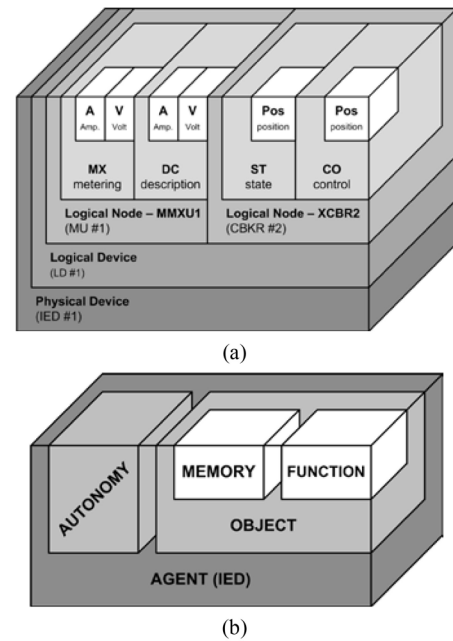 A V A V Pos Pos
Amp. Volt Amp. Volt position position
MX DC ST CO
metering description state control
Logical Node – MMXU1 Logical Node – XCBR2
(MU #1) (CBKR #2)
Logical Device
(LD #1)
Physical Device
(IED #1)
(a)
AUTONOMY
MEMORY FUNCTION
OBJECT
AGENT (IED)
(b)